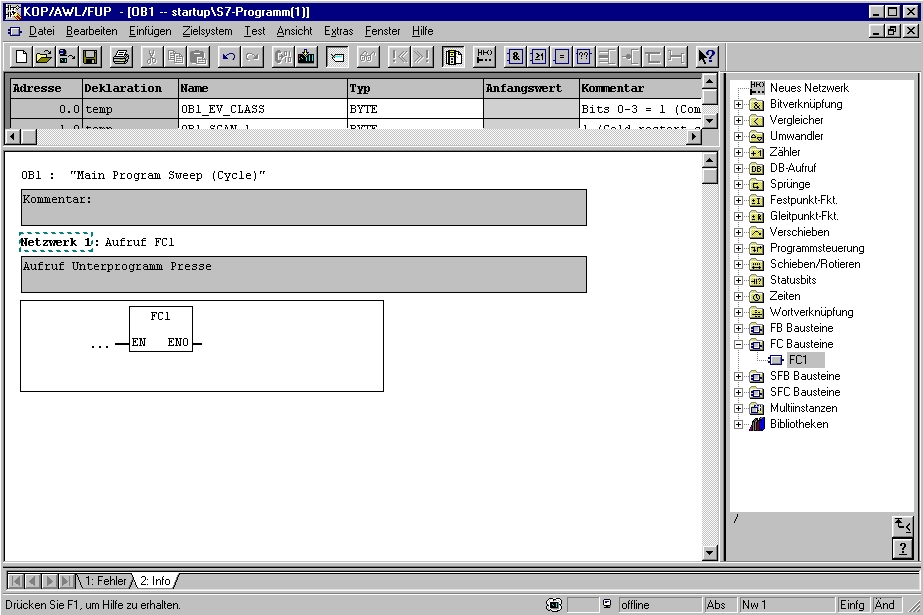 KOP/AWL/FUP - [OB1 -- startup\S7-Programm(1)]
Datei Bearbeiten Einfügen Zielsystem Test Ansicht Extras Fenster Hilfe
Adresse Deklaration Name Typ Anfangswert Kommentar
0.0 temp OB1_EV_CLASS BYTE Bits 0-3 = 1 (Com
1.0 temp OB1_SCAN_1 BYTE 1 (Cold restart s
OB1 : "Main Program Sweep (Cycle)"
Kommentar:
Netzwerk 1: Aufruf FC1
Aufruf Unterprogramm Presse
FC1
... EN ENO
Neues Netzwerk
Bitverknüpfung
Vergleicher
Umwandler
Zähler
DB-Aufruf
Sprünge
Festpunkt-Fkt.
Gleitpunkt-Fkt.
Verschieben
Programmsteuerung
Schieben/Rotieren
Statusbits
Zeiten
Wortverknüpfung
FB Bausteine
FC Bausteine
FC1
SFB Bausteine
SFC Bausteine
Multiinstanzen
Bibliotheken
1: Fehler 2: Info
Drücken Sie F1, um Hilfe zu erhalten. offline Abs Nw 1 Einfg Änd